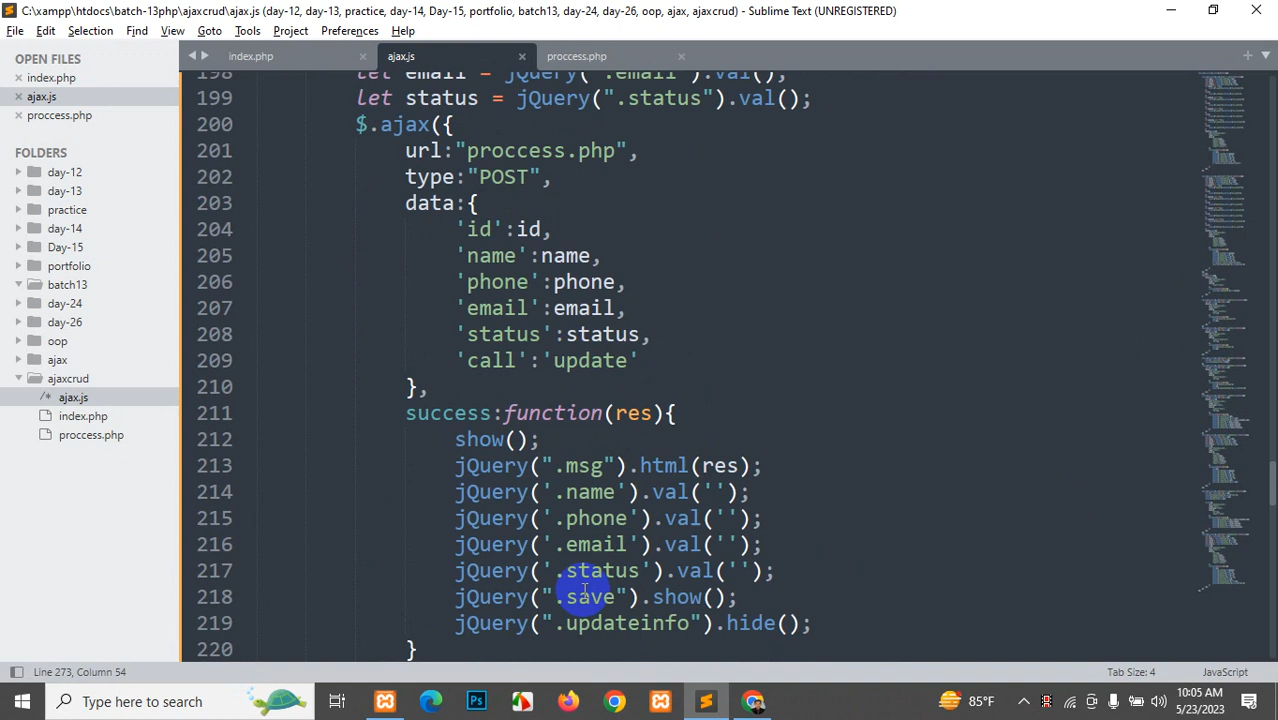 C:\xampp\htdocs\batch-13php\ajaxcrud\ajax.js (day-12, day-13, practice, day-14, Day-15, portfolio, batch13, day-24, day-26, oop, ajax, ajaxcrud) - Sublime Text (UNREGISTERED)
File Edit Selection Find View Goto Tools Project Preferences Help
OPEN FILES
index.php
ajax.js
proccess.php
FOLDERS
day-12
day-13
practice
day-14
Day-15
portfolio
batch13
day-24
day-26
oop
ajax
ajaxcrud
/* ajax.js
index.php
proccess.php
index.php ajax.js proccess.php
198 let email = jQuery(".email").val();
199 let status = jQuery(".status").val();
200 $.ajax({
201 url:"proccess.php",
202 type:"POST",
203 data:{
204 'id':id,
205 'name':name,
206 'phone':phone,
207 'email':email,
208 'status':status,
209 'call':'update'
210 },
211 success:function(res){
212 show();
213 jQuery(".msg").html(res);
214 jQuery('.name').val('');
215 jQuery('.phone').val('');
216 jQuery('.email').val('');
217 jQuery('.status').val('');
218 jQuery(".save").show();
219 jQuery(".updateinfo").hide();
220 }
Line 273, Column 54
Tab Size: 4 JavaScript
Type here to search
Ps
85°F
10:05 AM
5/23/2023